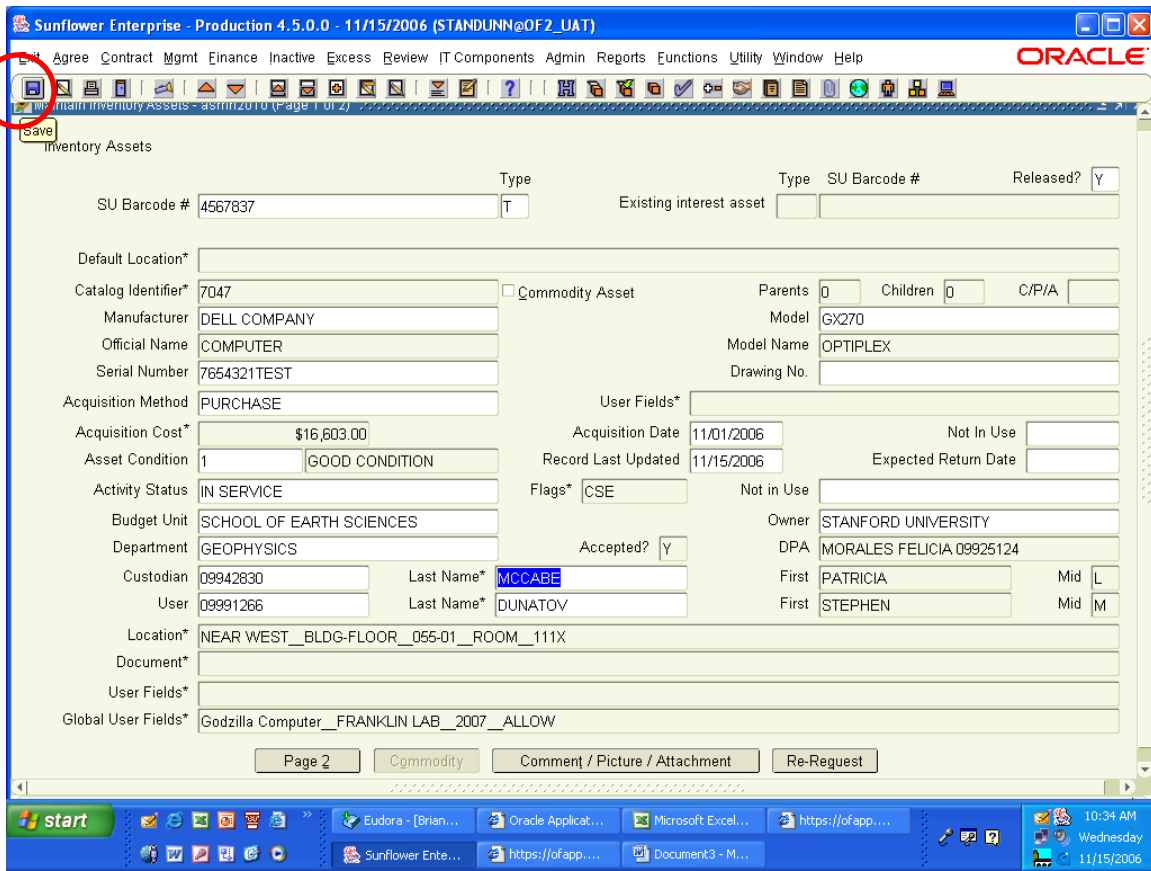 Sunflower Enterprise - Production 4.5.0.0 - 11/15/2006 (STANDUNN@OF2_UAT)
Exit Agree Contract Mgmt Finance Inactive Excess Review IT Components Admin Reports Functions Utility Window Help ORACLE
Maintain Inventory Assets - asmm2010 (Page 1 of 2)
Save
Inventory Assets
Type Type SU Barcode # Released? Y
SU Barcode # 4567837 T Existing interest asset
Default Location*
Catalog Identifier* 7047 Commodity Asset Parents 0 Children 0 C/P/A
Manufacturer DELL COMPANY Model GX270
Official Name COMPUTER Model Name OPTIPLEX
Serial Number 7654321TEST Drawing No.
Acquisition Method PURCHASE User Fields*
Acquisition Cost* $16,603.00 Acquisition Date 11/01/2006 Not In Use
Asset Condition 1 GOOD CONDITION Record Last Updated 11/15/2006 Expected Return Date
Activity Status IN SERVICE Flags* CSE Not in Use
Budget Unit SCHOOL OF EARTH SCIENCES Owner STANFORD UNIVERSITY
Department GEOPHYSICS Accepted? Y DPA MORALES FELICIA 09925124
Custodian 09942830 Last Name* MCCABE First PATRICIA Mid L
User 09991266 Last Name* DUNATOV First STEPHEN Mid M
Location* NEAR WEST__BLDG-FLOOR__055-01__ROOM__111X
Document*
User Fields*
Global User Fields* Godzilla Computer__FRANKLIN LAB__2007__ALLOW
Page 2 Commodity Comment / Picture / Attachment Re-Request
start Eudora - [Brian... Oracle Applicat... Microsoft Excel... https://ofapp.... 10:34 AM
Wednesday
Sunflower Ente... https://ofapp.... Document3 - M... 11/15/2006